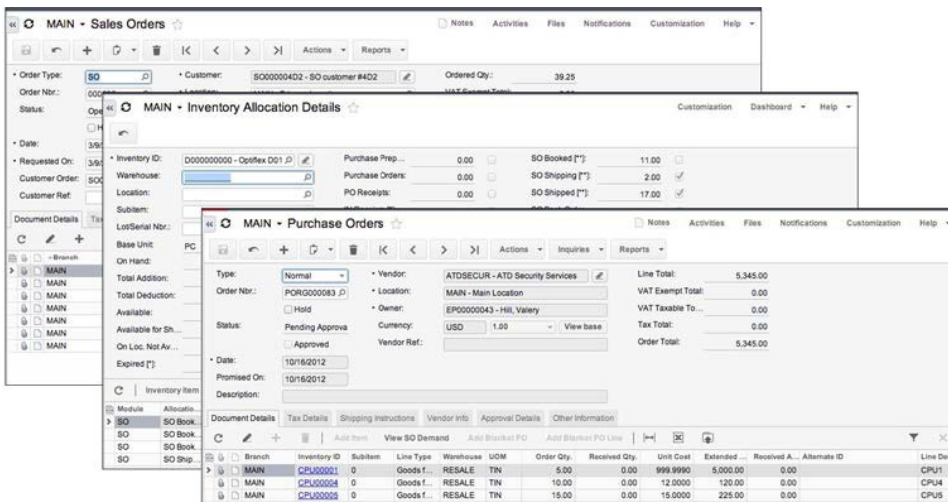 MAIN - Sales Orders
Notes Activities Files Notifications Customization Help
Actions Reports
Order Type: SO Customer: SO000004D2 - SO customer #4D2 Ordered Qty.: 39.25
Order Nbr.:
Status:
Date:
Requested On:
Customer Order:
Customer Ref.
Document Details
Branch
MAIN
MAIN
MAIN
MAIN
MAIN
MAIN
MAIN
MAIN - Inventory Allocation Details
Customization Dashboard Help
Inventory ID: D000000000 - Optiflex D01 Purchase Prep... 0.00 SO Booked [**]: 11.00
Warehouse: Purchase Orders: 0.00 SO Shipping [**]: 2.00
Location: PO Receipts: 0.00 SO Shipped [**]: 17.00
Subitem:
Lot/Serial Nbr.:
Base Unit: PC
On Hand:
Total Addition:
Total Deduction:
Available:
Available for Sh...
On Loc. Not Av...
Expired [*]:
Inventory Item
Module Allocatio...
SO SO Book
SO SO Book
SO SO Book
SO SO Ship
MAIN - Purchase Orders
Notes Activities Files Notifications Customization Help
Actions Inquiries Reports
Type: Normal Vendor: ATDSECUR - ATD Security Services Line Total: 5,345.00
Order Nbr.: PORG000083 Location: MAIN - Main Location VAT Exempt Total: 0.00
Hold Owner: EP00000043 - Hill, Valery VAT Taxable To... 0.00
Status: Pending Approva Currency: USD 1.00 View base Tax Total: 0.00
Approved Vendor Ref.: Order Total: 5,345.00
Date: 10/16/2012
Promised On: 10/16/2012
Description:
Document Details Tax Details Shipping Instructions Vendor Info Approval Details Other Information
Add Item View SO Demand Add Blanket PO Add Blanket PO Line
Branch Inventory ID Subitem Line Type Warehouse UOM Order Qty. Received Qty. Unit Cost Extended ... Received A... Alternate ID Line De
MAIN CPU00001 0 Goods f... RESALE TIN 5.00 0.00 999.9990 5,000.00 0.00 CPU1
MAIN CPU00004 0 Goods f... RESALE TIN 10.00 0.00 12.0000 120.00 0.00 CPU4
MAIN CPU00005 0 Goods f... RESALE TIN 15.00 0.00 15.0000 225.00 0.00 CPU5